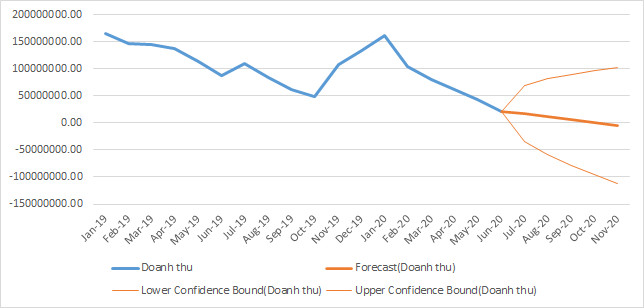 200000000.00
150000000.00
100000000.00
50000000.00
0.00
-50000000.00
-100000000.00
-150000000.00
Jan-19
Feb-19
Mar-19
Apr-19
May-19
Jun-19
Jul-19
Aug-19
Sep-19
Oct-19
Nov-19
Dec-19
Jan-20
Feb-20
Mar-20
Apr-20
May-20
Jun-20
Jul-20
Aug-20
Sep-20
Oct-20
Nov-20
Doanh thu
Forecast(Doanh thu)
Lower Confidence Bound(Doanh thu)
Upper Confidence Bound(Doanh thu)